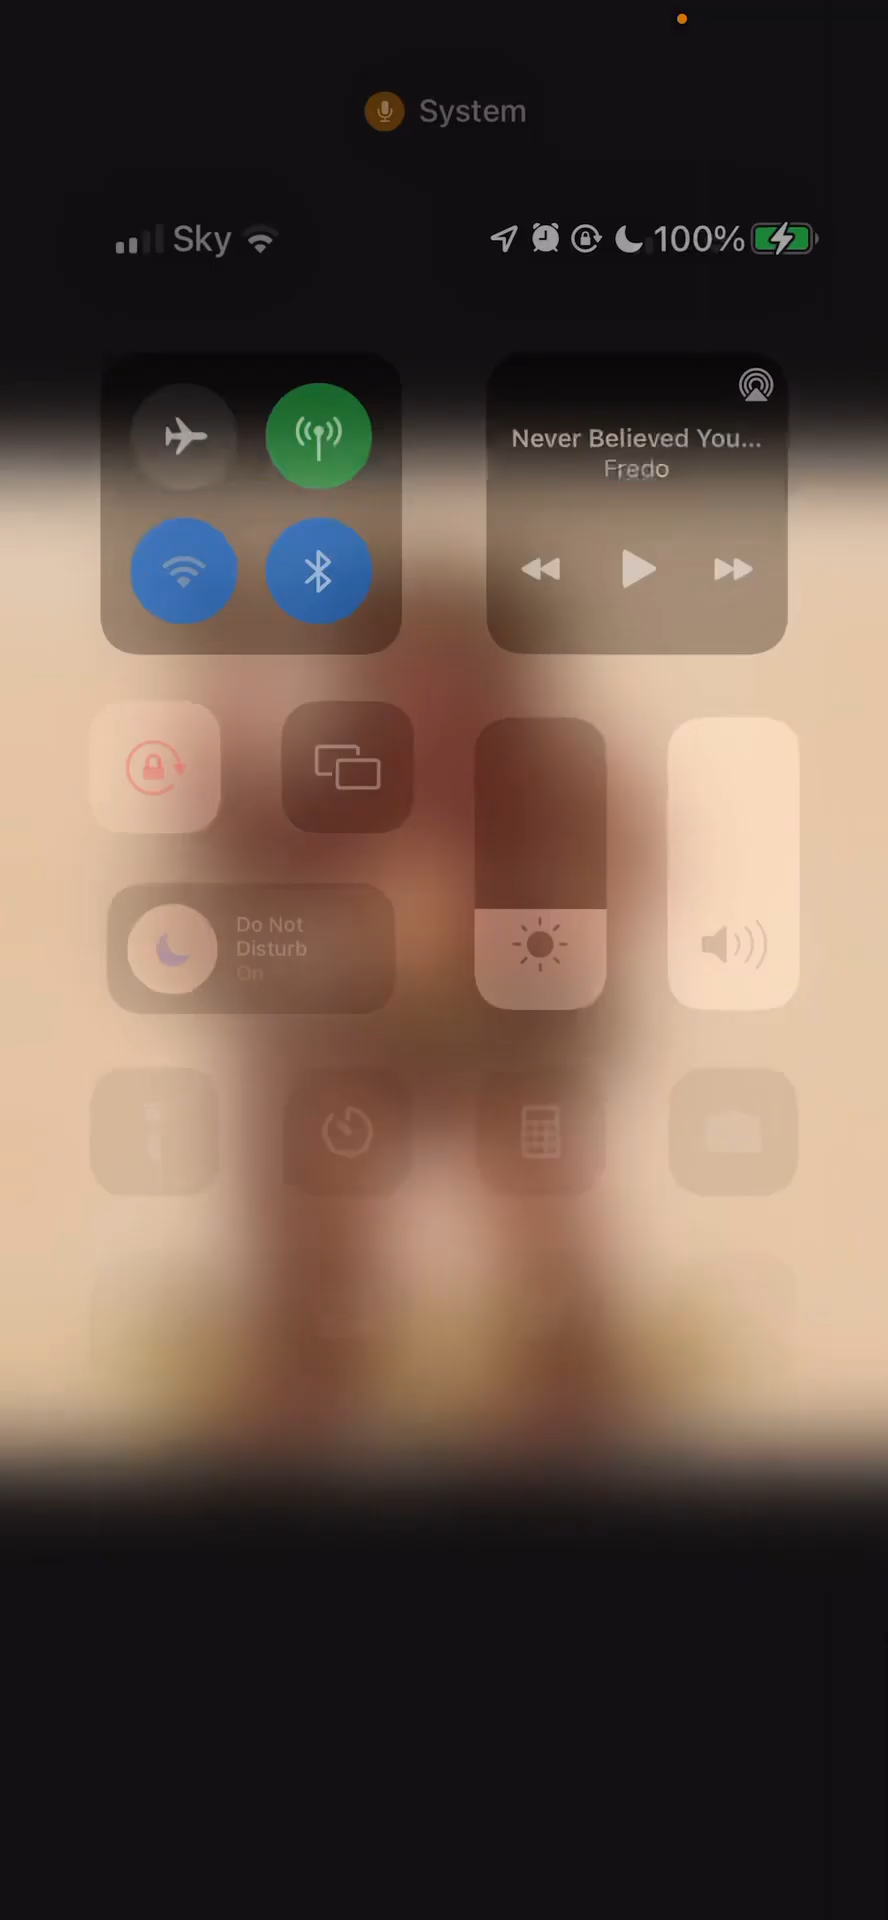 System
Sky 100%
Never Believed You...
Fredo
Do Not
Disturb
On